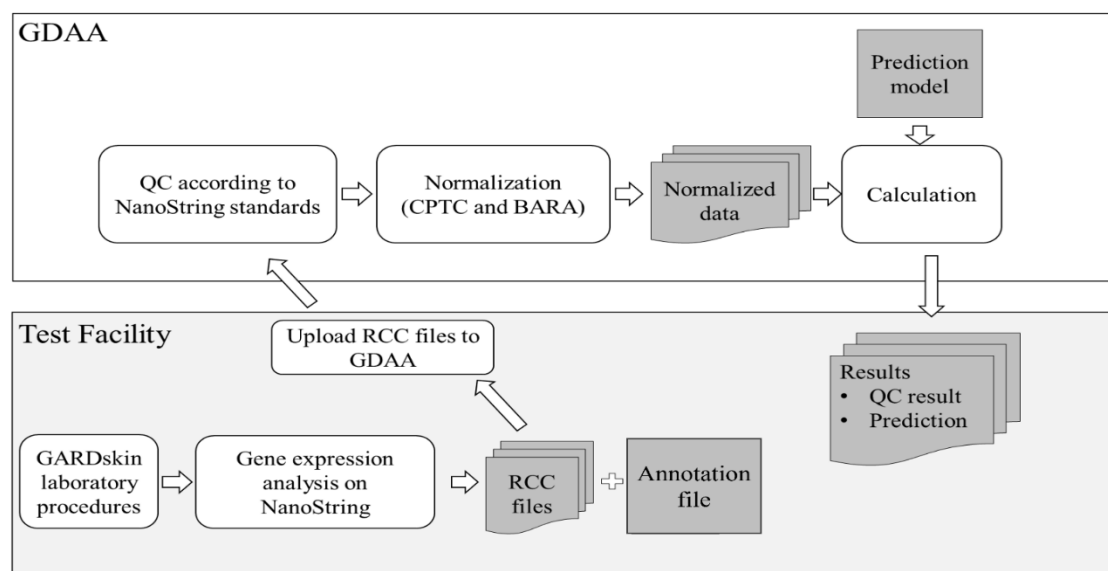 GDAA
Prediction
model
QC according to
NanoString standards
Normalization
(CPTC and BARA)
Normalized
data
Calculation
Test Facility
Upload RCC files to
GDAA
Results
• QC result
• Prediction
GARDskin
laboratory
procedures
Gene expression
analysis on
NanoString
RCC
files
Annotation
file